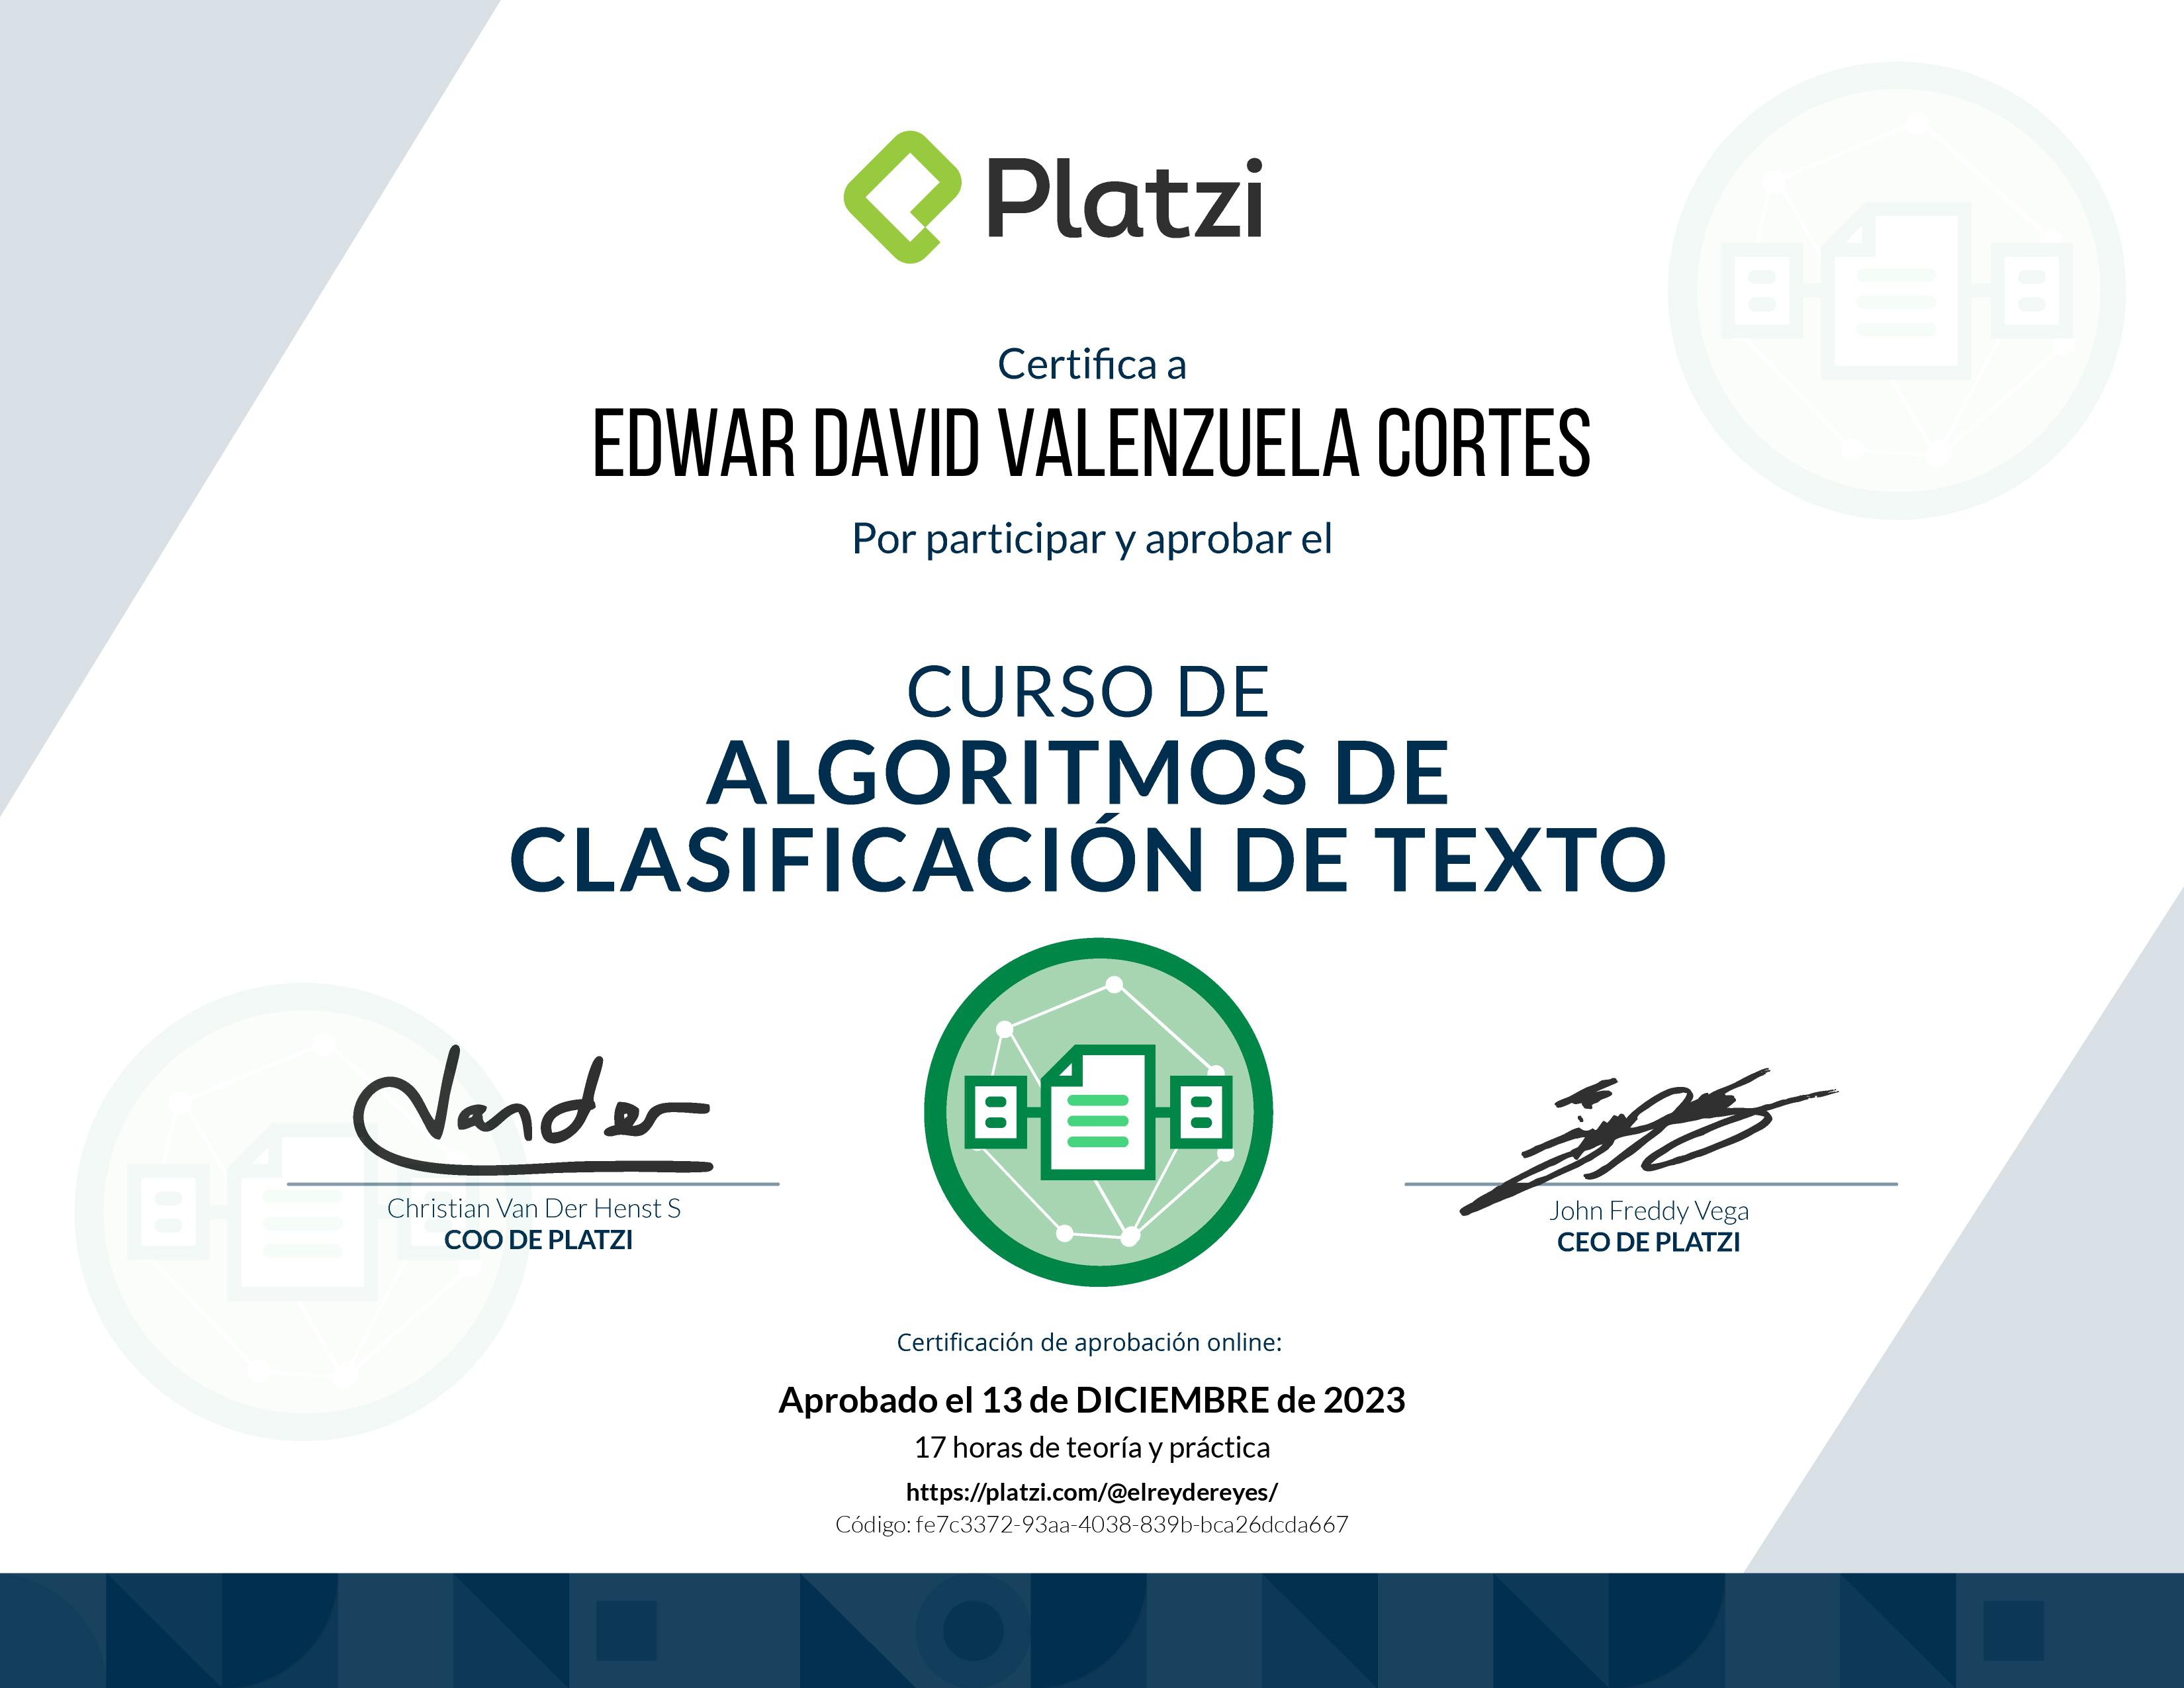 Platzi
Certifica a
EDWAR DAVID VALENZUELA CORTES
Por participar y aprobar el
CURSO DE
ALGORITMOS DE
CLASIFICACIÓN DE TEXTO
Vander
Christian Van Der Henst S
COO DE PLATZI
John Freddy Vega
CEO DE PLATZI
Certificación de aprobación online:
Aprobado el 13 de DICIEMBRE de 2023
17 horas de teoría y práctica
https://platzi.com/@elreydereyes/
Código: fe7c3372-93aa-4038-839b-bca26dcda667